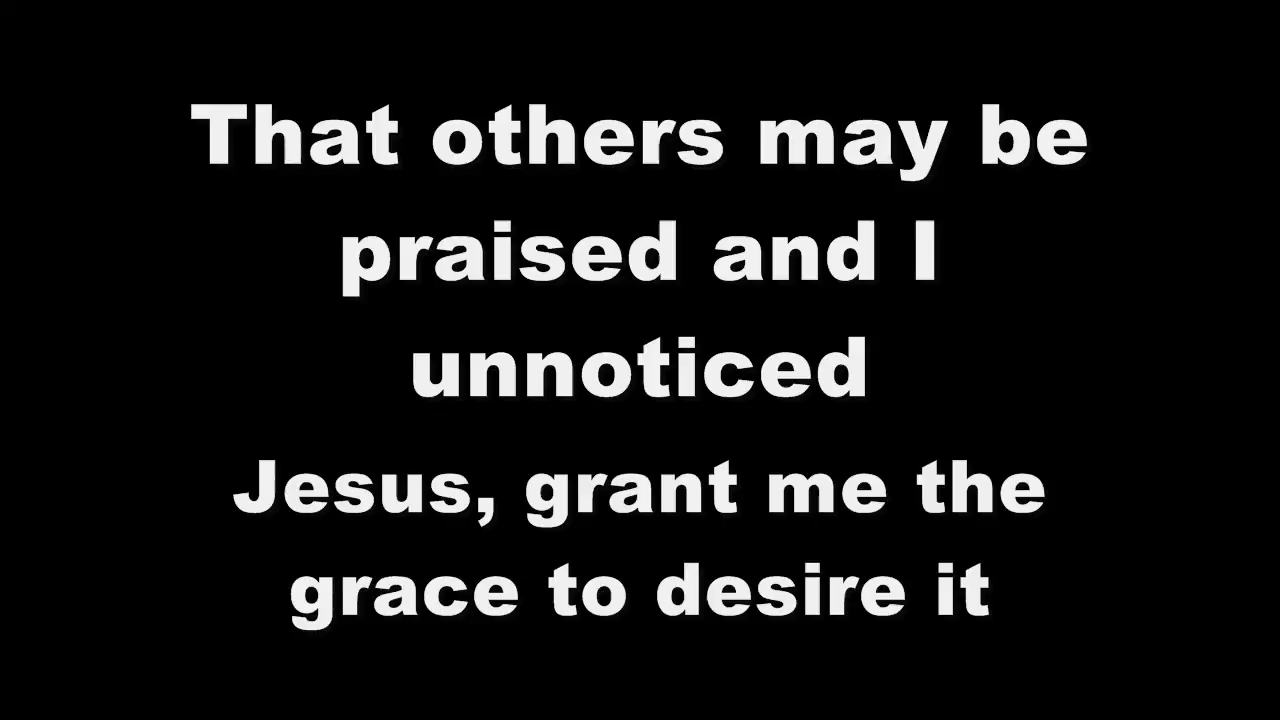 That others may be
praised and I
unnoticed
Jesus, grant me the
grace to desire it